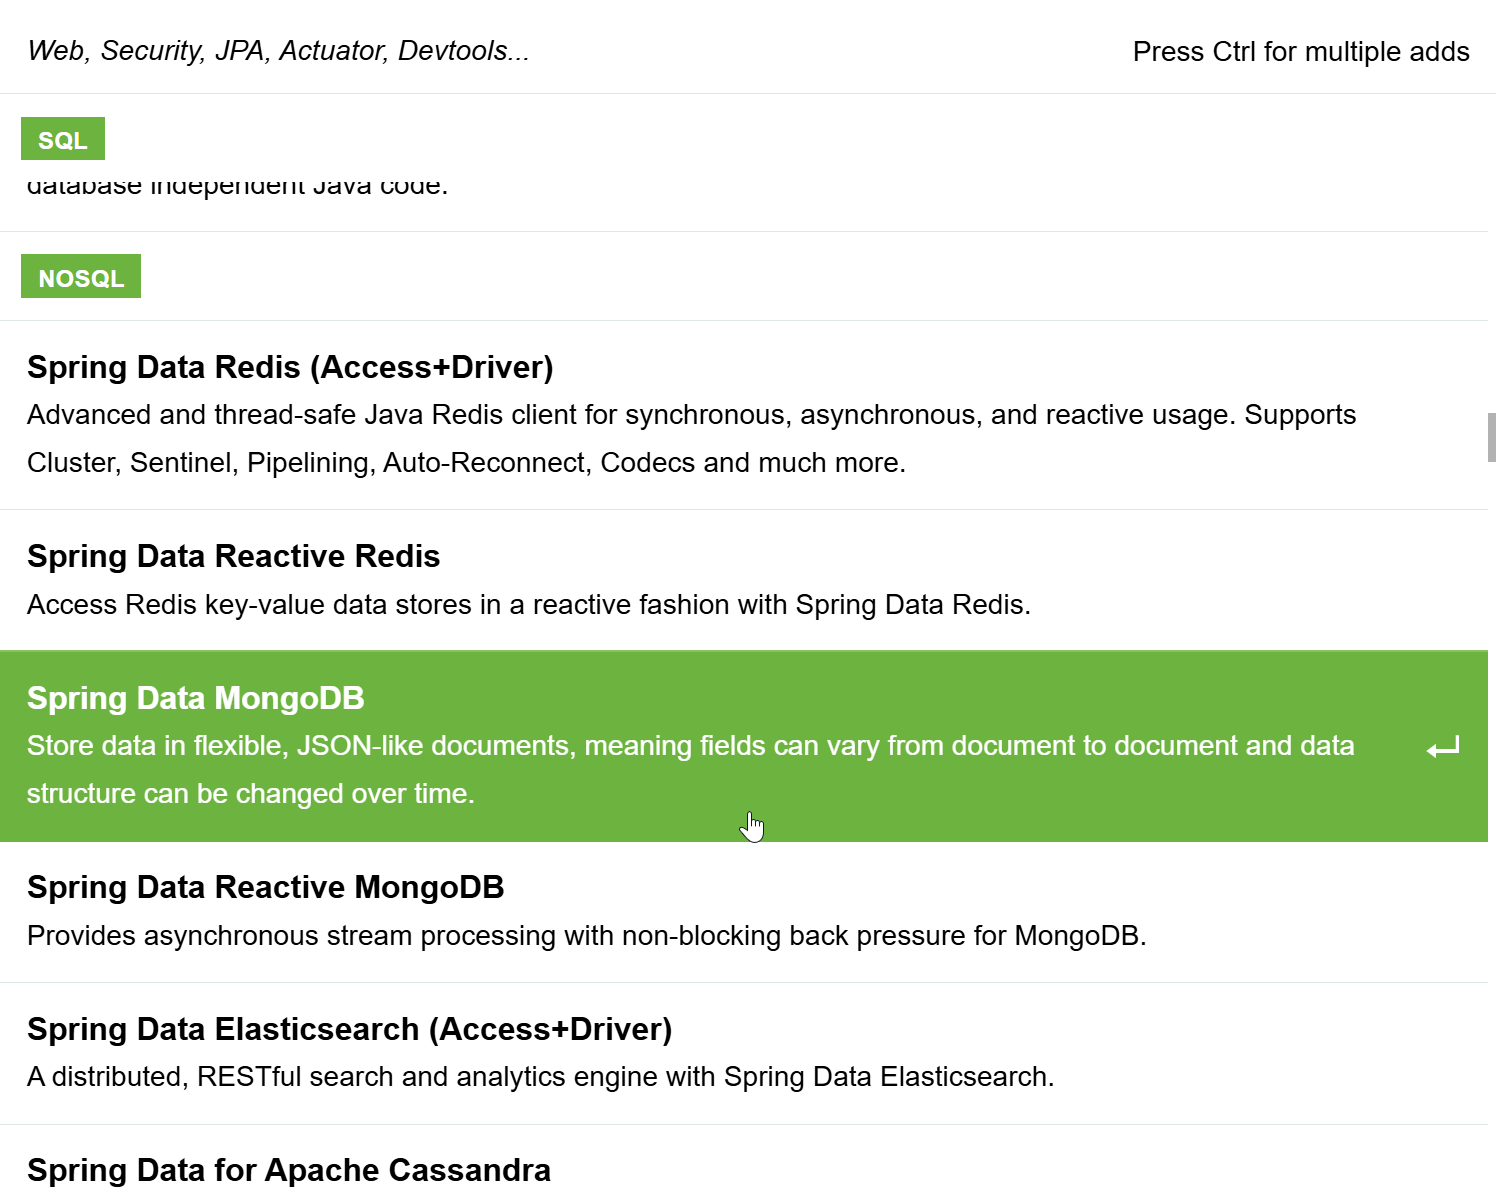 Web, Security, JPA, Actuator, Devtools...
Press Ctrl for multiple adds
SQL
database independent Java code.
NOSQL
Spring Data Redis (Access+Driver)
Advanced and thread-safe Java Redis client for synchronous, asynchronous, and reactive usage. Supports
Cluster, Sentinel, Pipelining, Auto-Reconnect, Codecs and much more.
Spring Data Reactive Redis
Access Redis key-value data stores in a reactive fashion with Spring Data Redis.
Spring Data MongoDB
Store data in flexible, JSON-like documents, meaning fields can vary from document to document and data
structure can be changed over time.
Spring Data Reactive MongoDB
Provides asynchronous stream processing with non-blocking back pressure for MongoDB.
Spring Data Elasticsearch (Access+Driver)
A distributed, RESTful search and analytics engine with Spring Data Elasticsearch.
Spring Data for Apache Cassandra